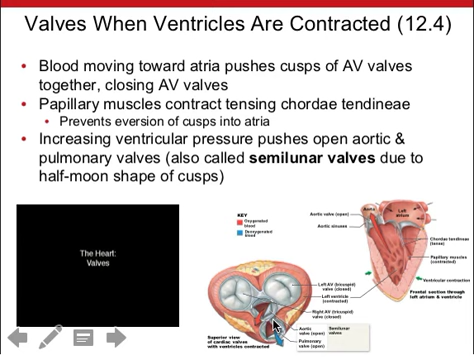 Valves When Ventricles Are Contracted (12.4)
• Blood moving toward atria pushes cusps of AV valves
together, closing AV valves
• Papillary muscles contract tensing chordae tendineae
• Prevents eversion of cusps into atria
• Increasing ventricular pressure pushes open aortic &
pulmonary valves (also called semilunar valves due to
half-moon shape of cusps)
The Heart:
Valves
KEY
Oxygenated
blood
Deoxygenated
blood
Aortic valve (open)
Aortic sinuses
Aorta
Left
atrium
Chordae tendineae
(tense)
Papillary muscles
(contracted)
Ventricular contraction
Frontal section through
left atrium & ventricle
Left AV (bicuspid)
valve (closed)
Left ventricle
(contracted)
Right AV (tricuspid)
valve (closed)
Aortic
valve (open)
Pulmonary
valve (open)
Semilunar
valves
Superior view
of cardiac valves
with ventricles contracted